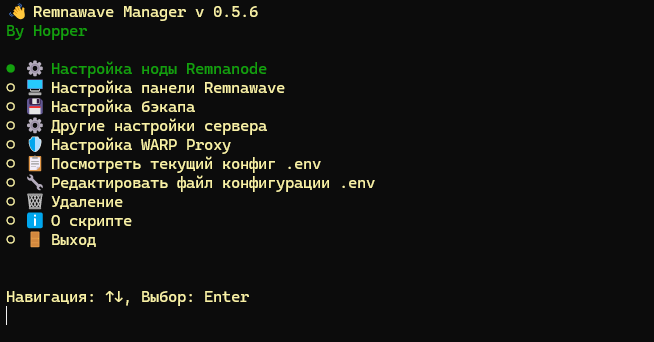 👋 Remnawave Manager v 0.5.6
By Hopper
● ⚙️ Настройка ноды Remnanode
○ 🖥️ Настройка панели Remnawave
○ 💾 Настройка бэкапа
○ ⚙️ Другие настройки сервера
○ 🛡️ Настройка WARP Proxy
○ 📋 Посмотреть текущий конфиг .env
○ 🔧 Редактировать файл конфигурации .env
○ 🗑️ Удаление
○ ℹ️ О скрипте
○ 🚪 Выход
Навигация: ↑↓, Выбор: Enter